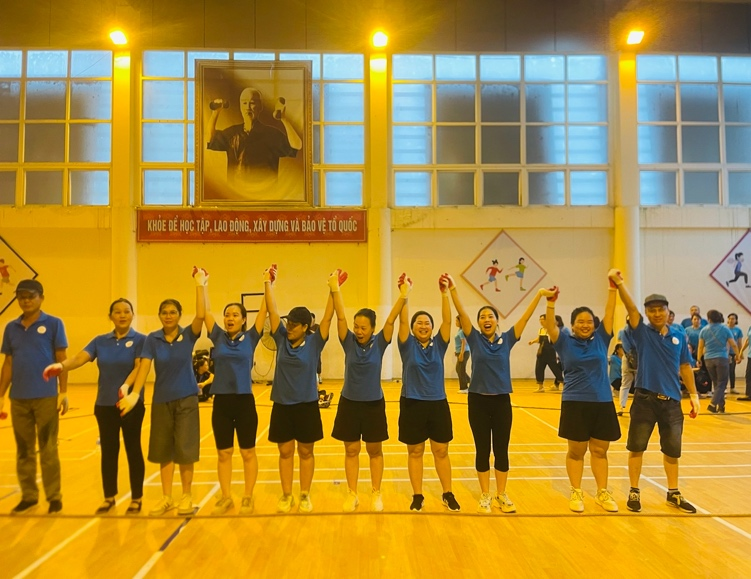 KHỎE ĐỂ HỌC TẬP, LAO ĐỘNG, XÂY DỰNG VÀ BẢO VỆ TỔ QUỐC